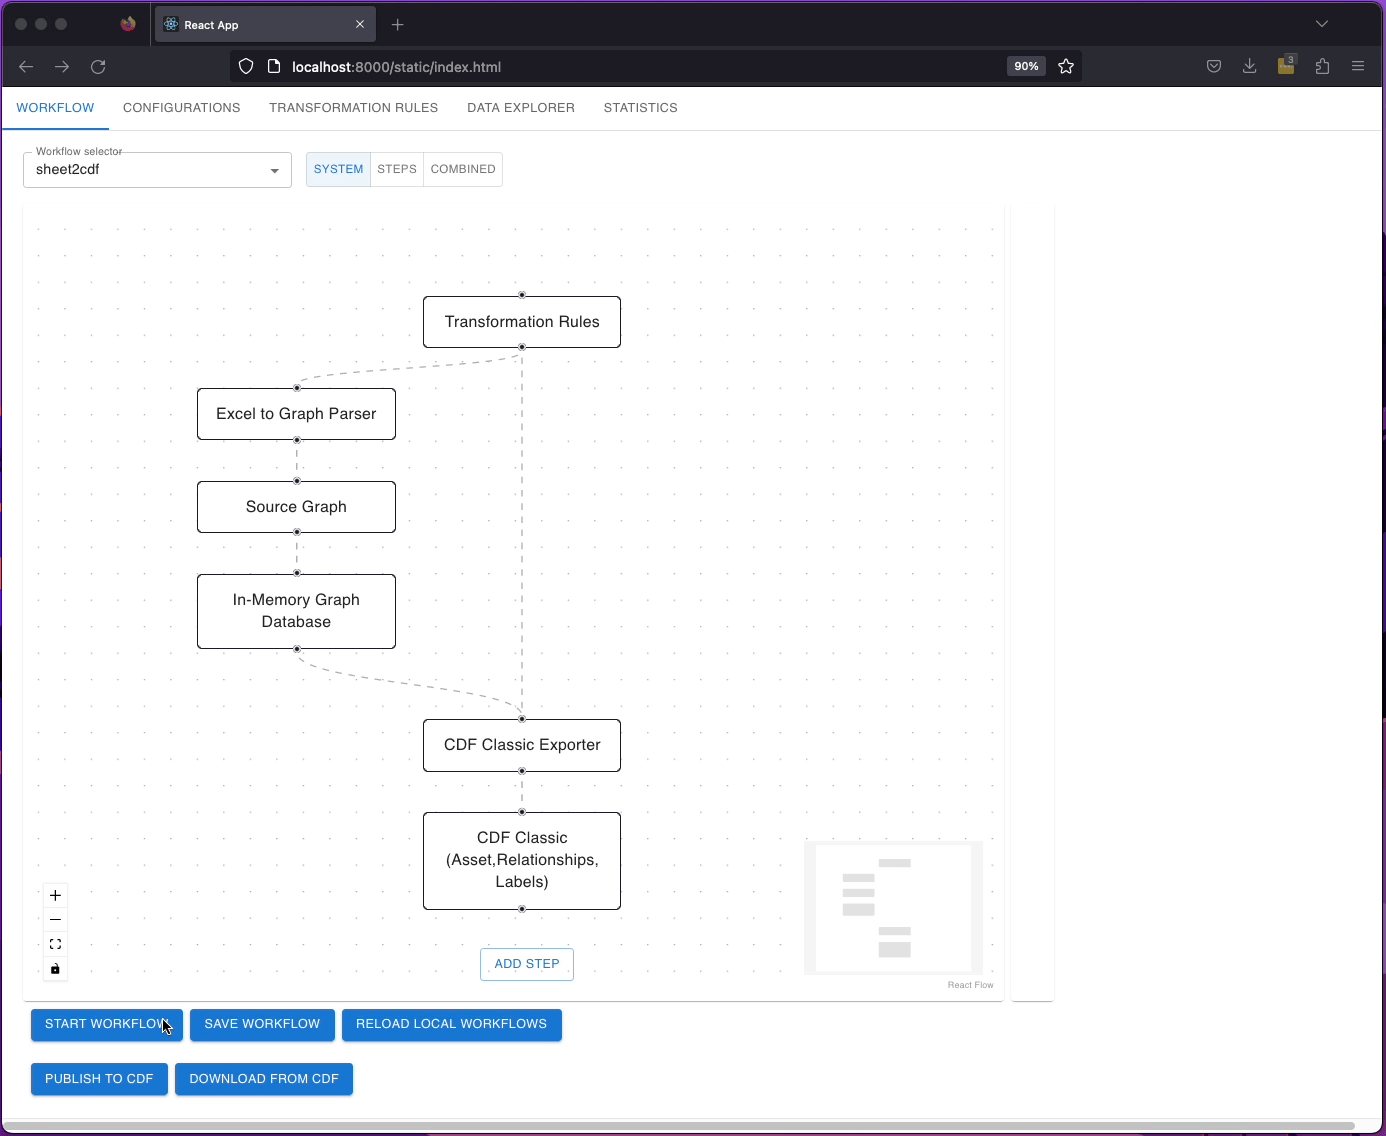 React App
localhost:8000/static/index.html
90%
3
WORKFLOW CONFIGURATIONS TRANSFORMATION RULES DATA EXPLORER STATISTICS
Workflow selector
sheet2cdf
SYSTEM STEPS COMBINED
Transformation Rules
Excel to Graph Parser
Source Graph
In-Memory Graph
Database
CDF Classic Exporter
CDF Classic
(Asset,Relationships,
Labels)
ADD STEP
React Flow
START WORKFLOW SAVE WORKFLOW RELOAD LOCAL WORKFLOWS
PUBLISH TO CDF DOWNLOAD FROM CDF